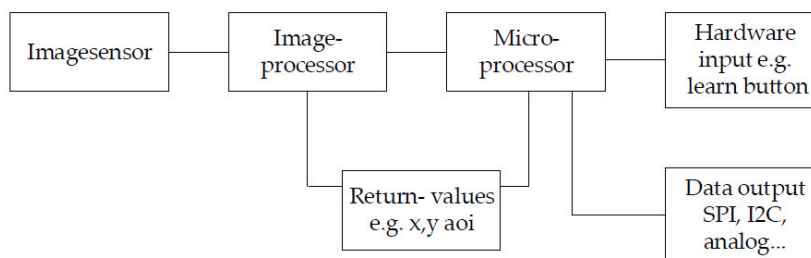 Imagesensor
Image-
processor
Micro-
processor
Hardware
input e.g.
learn button
Return- values
e.g. x,y aoi
Data output
SPI, I2C,
analog...